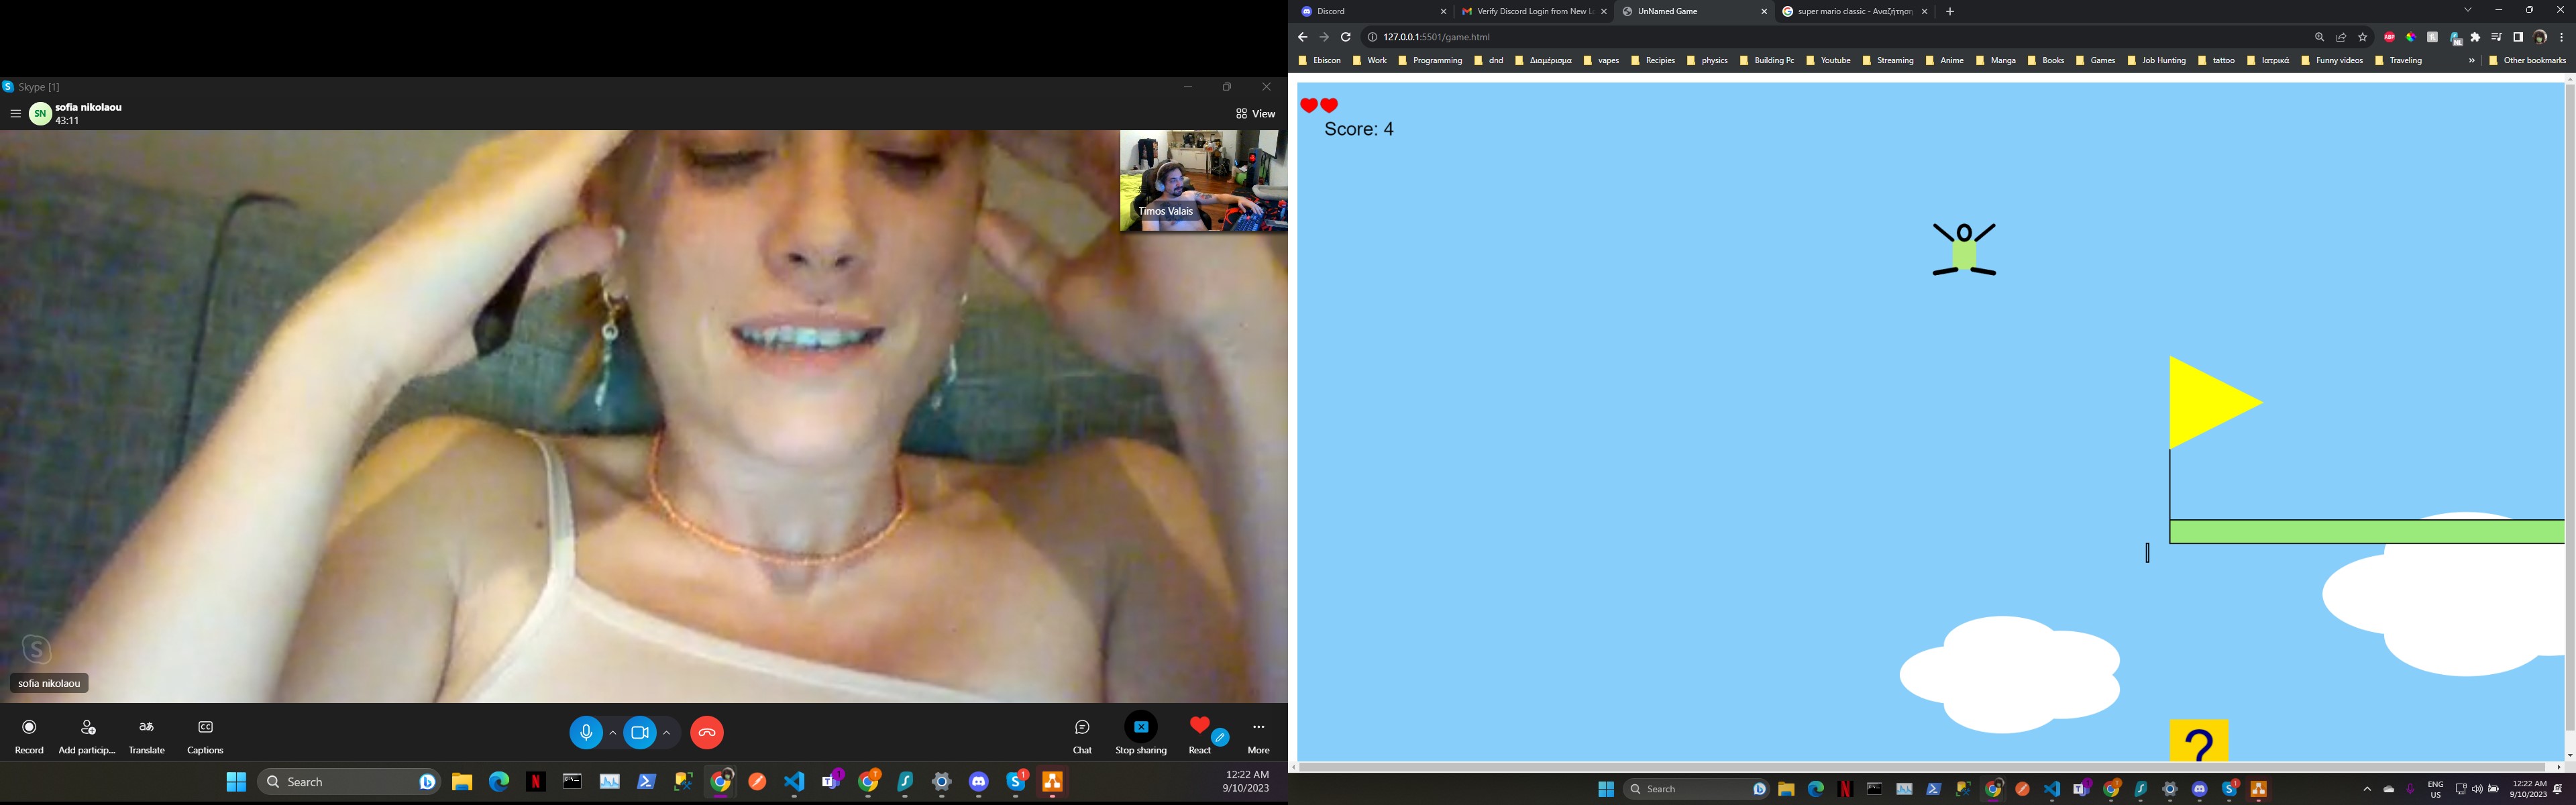 Skype [1]
SN
sofia nikolaou
43:11
View
Timos Valais
sofia nikolaou
Record
Add particip...
Translate
Captions
Chat
Stop sharing
React
More
Search
12:22 AM
9/10/2023
Discord
Verify Discord Login from New L
UnNamed Game
super mario classic - Αναζήτηση
127.0.0.1:5501/game.html
ABP
Ebiscon
Work
Programming
dnd
Διαμέρισμα
vapes
Recipies
physics
Building Pc
Youtube
Streaming
Anime
Manga
Books
Games
Job Hunting
tattoo
Ιατρικά
Funny videos
Traveling
»
Other bookmarks
Score: 4
?
Search
ENG
US
12:22 AM
9/10/2023